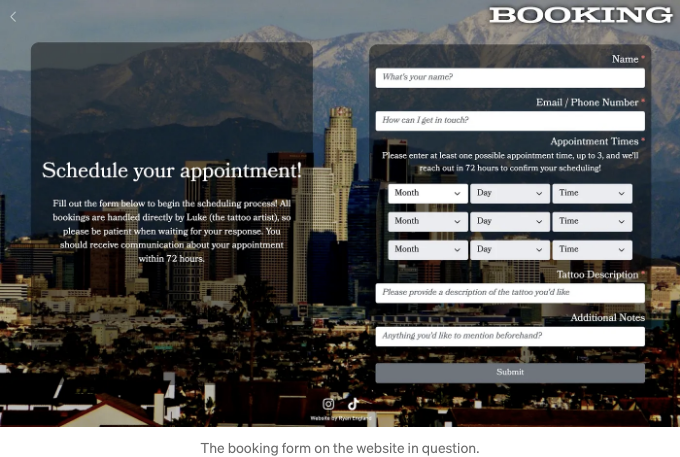 BOOKING
Schedule your appointment!
Fill out the form below to begin the scheduling process! All
bookings are handled directly by Luke (the tattoo artist), so
please be patient when waiting for your response. You
should receive communication about your appointment
within 72 hours.
Name *
What's your name?
Email / Phone Number *
How can I get in touch?
Appointment Times *
Please enter at least one possible appointment time, up to 3, and we'll
reach out in 72 hours to confirm your scheduling!
Month Day Time
Month Day Time
Month Day Time
Tattoo Description
Please provide a description of the tattoo you'd like
Additional Notes
Anything you'd like to mention beforehand?
Submit
Website by Ryan England
The booking form on the website in question.